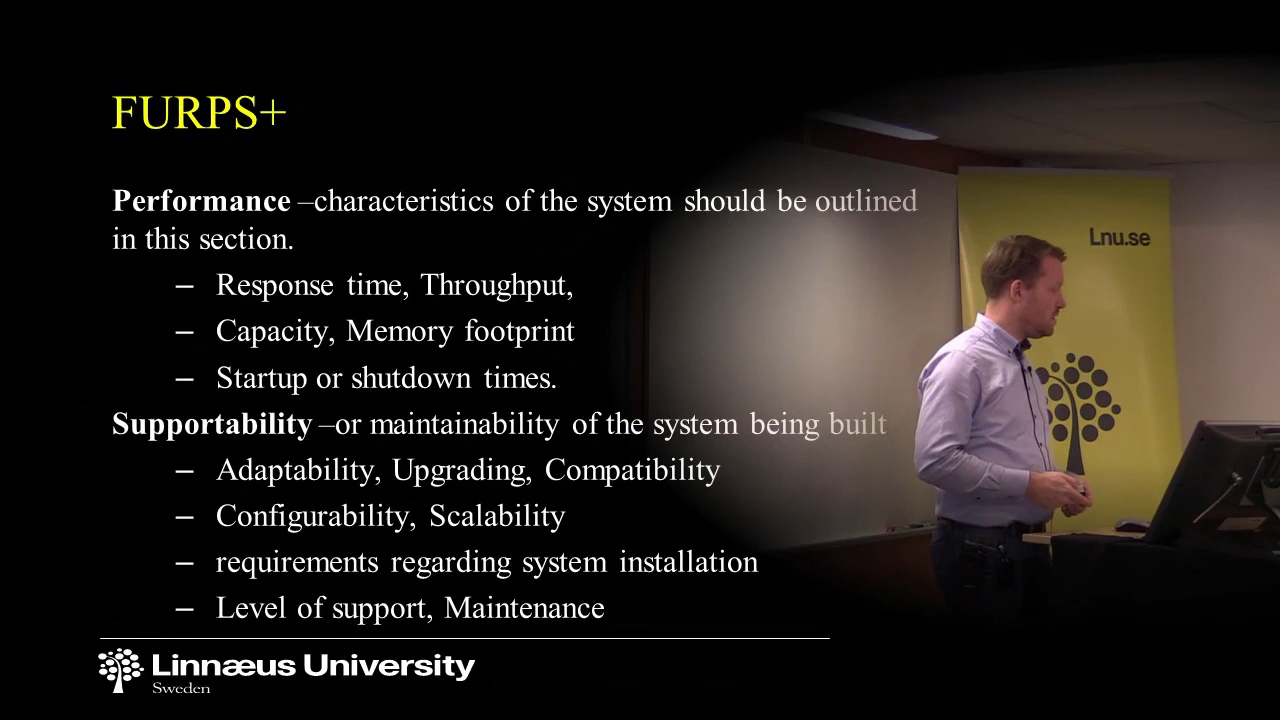 FURPS+
Performance –characteristics of the system should be outlined
in this section.
– Response time, Throughput,
– Capacity, Memory footprint
– Startup or shutdown times.
Supportability –or maintainability of the system being built
– Adaptability, Upgrading, Compatibility
– Configurability, Scalability
– requirements regarding system installation
– Level of support, Maintenance
Lnu.se
Linnæus University
Sweden